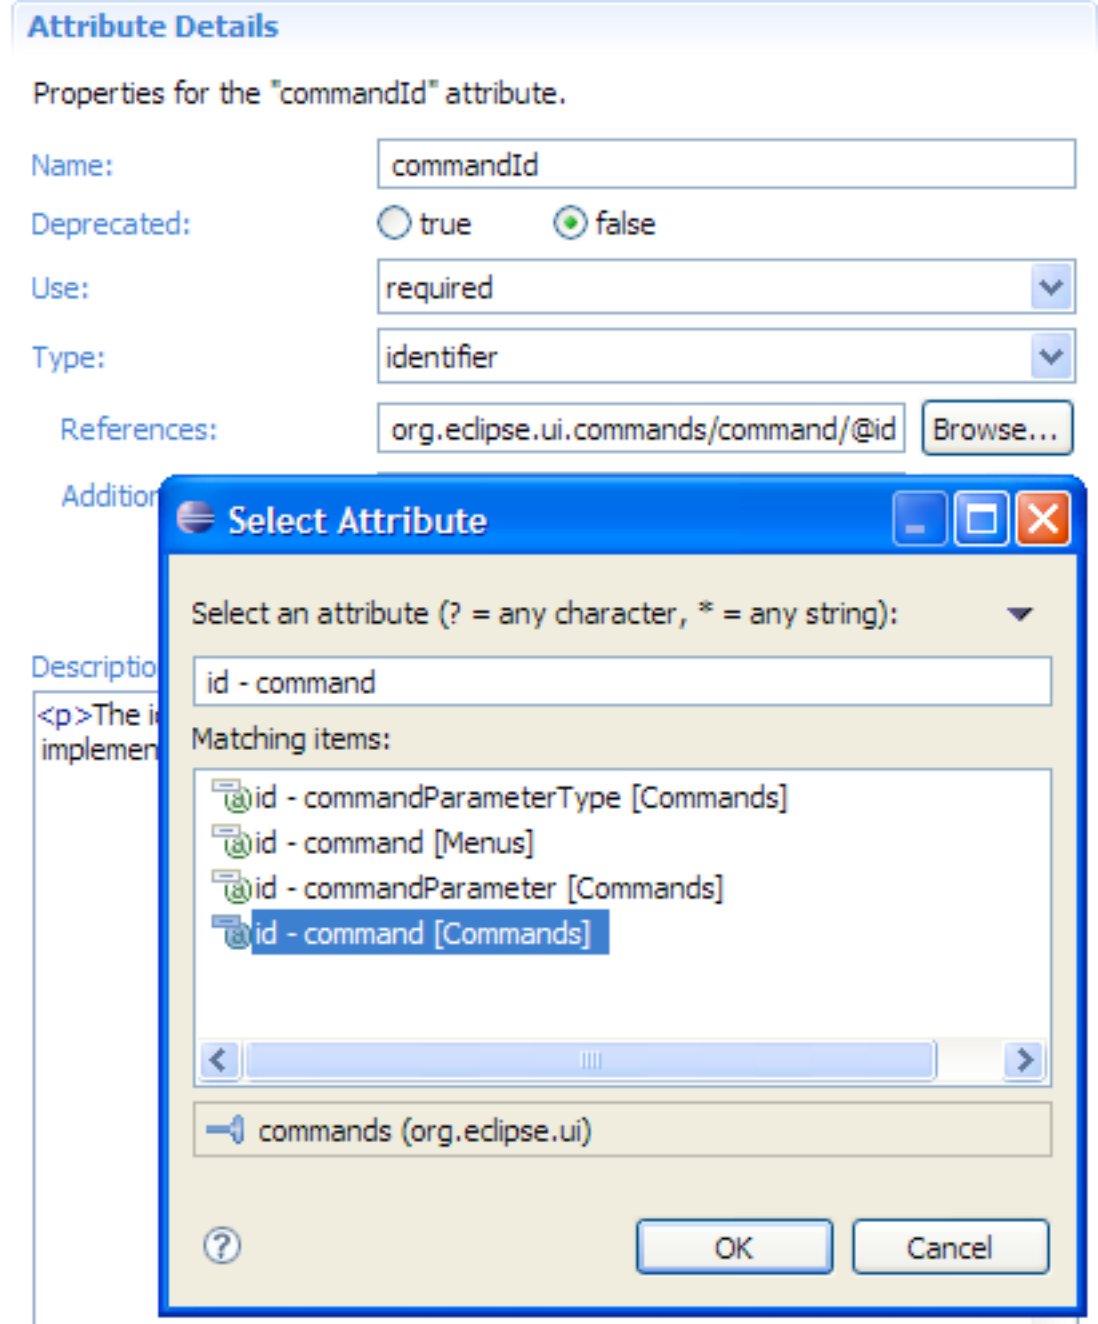 Attribute Details
Properties for the "commandId" attribute.
Name: commandId
Deprecated: true false
Use: required
Type: identifier
References: org.eclipse.ui.commands/command/@id Browse...
Select Attribute
Select an attribute (? = any character, * = any string):
id - command
<p>The
implemen
Matching items:
id - commandParameterType [Commands]
id - command [Menus]
id - commandParameter [Commands]
id - command [Commands]
commands (org.eclipse.ui)
OK Cancel